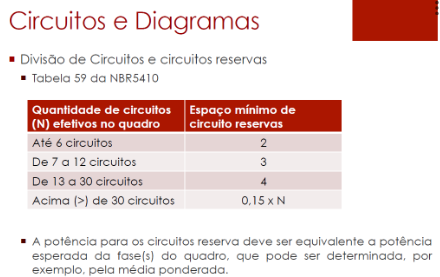 Circuitos e Diagramas
Divisão de Circuitos e circuitos reservas
Tabela 59 da NBR5410
Quantidade de circuitos Espaço mínimo de
(N) efetivos no quadro circuito reservas
Até 6 circuitos 2
De 7 a 12 circuitos 3
De 13 a 30 circuitos 4
Acima (>) de 30 circuitos 0,15 x N
A potência para os circuitos reserva deve ser equivalente a potência
esperada da fase(s) do quadro, que pode ser determinada, por
exemplo, pela média ponderada.